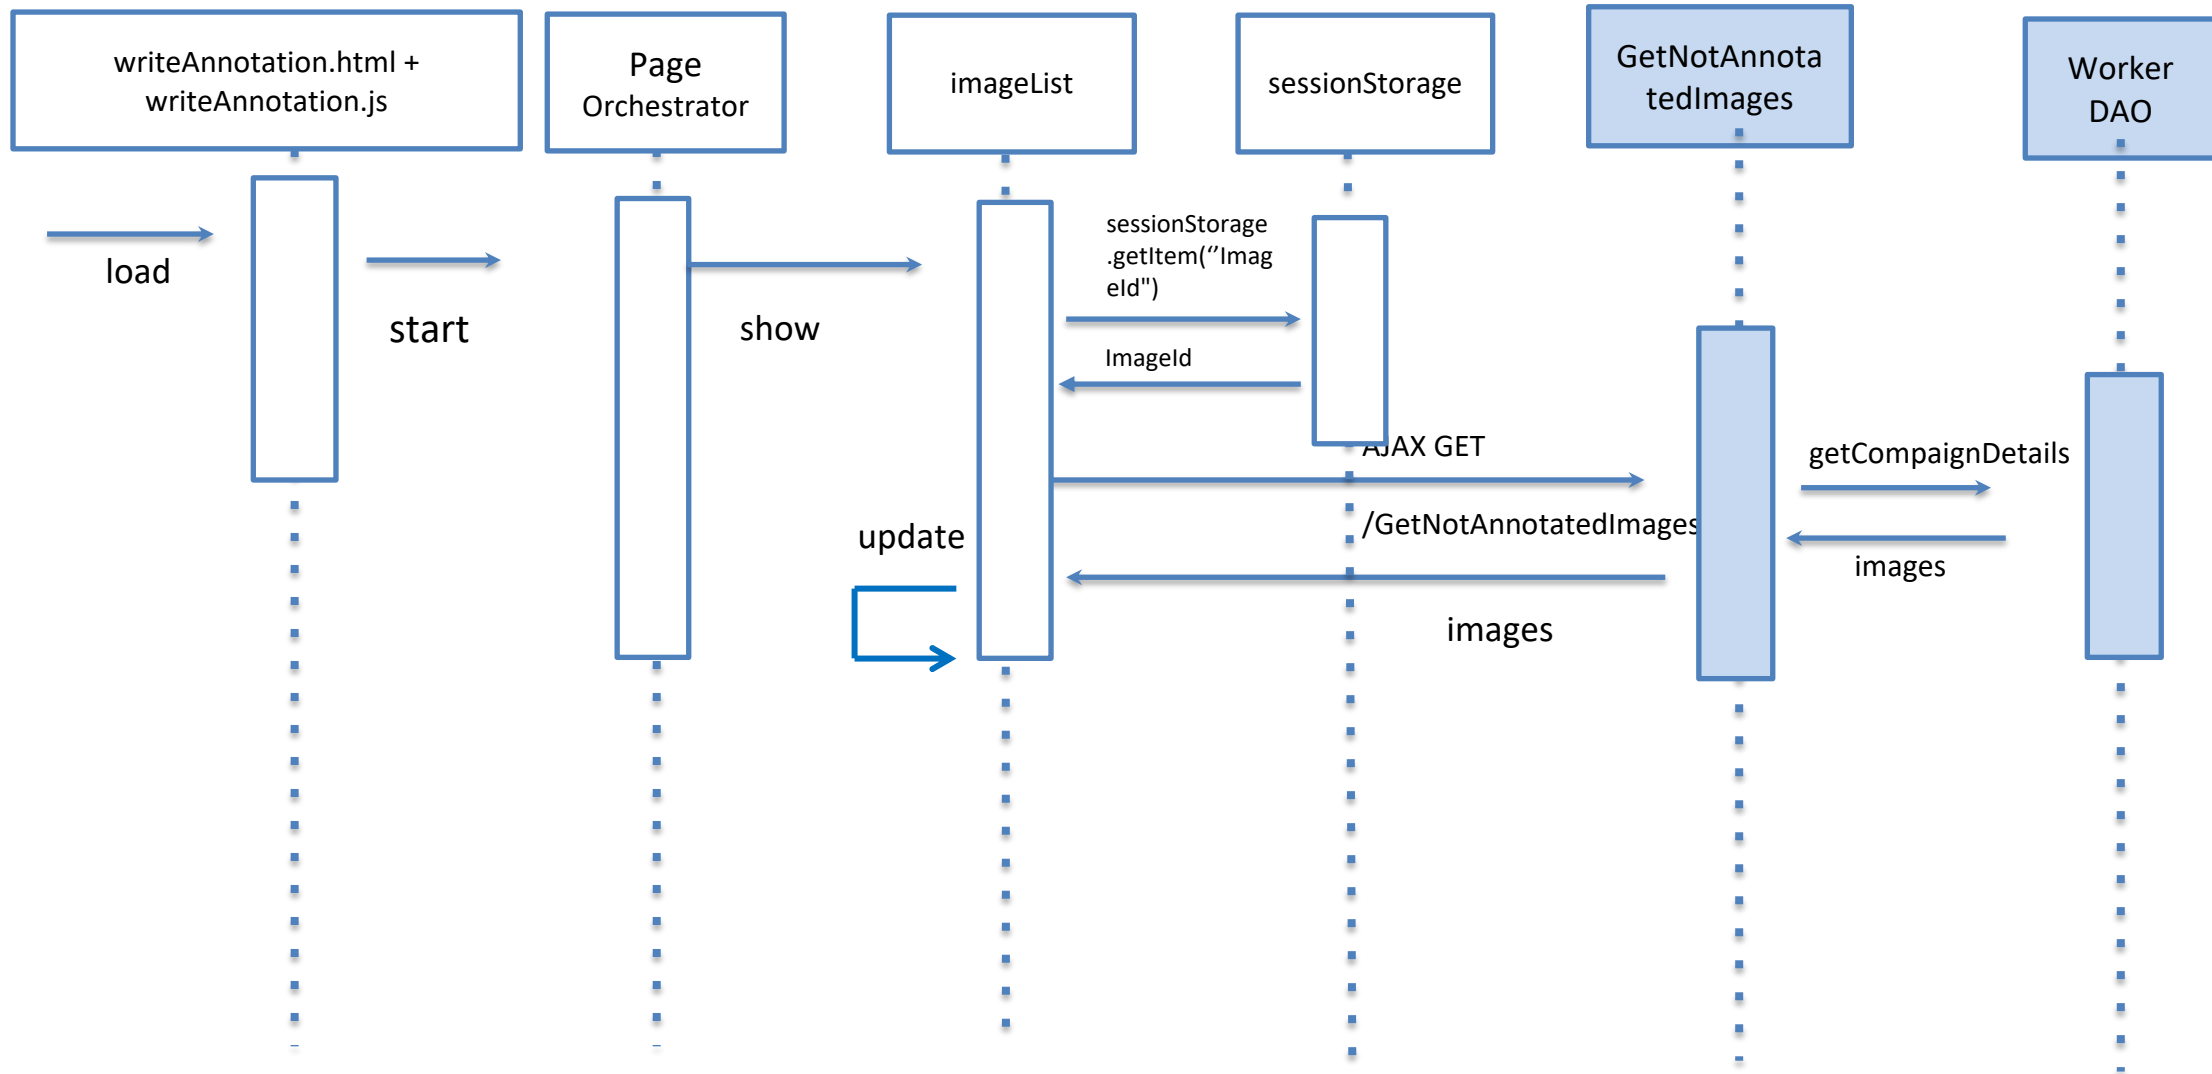 writeAnnotation.html +
writeAnnotation.js
Page
Orchestrator
imageList
sessionStorage
GetNotAnnota
tedImages
Worker
DAO
load
start
show
sessionStorage
.getItem(‘’Imag
eId")
ImageId
AJAX GET
/GetNotAnnotatedImages
getCompaignDetails
images
update
images